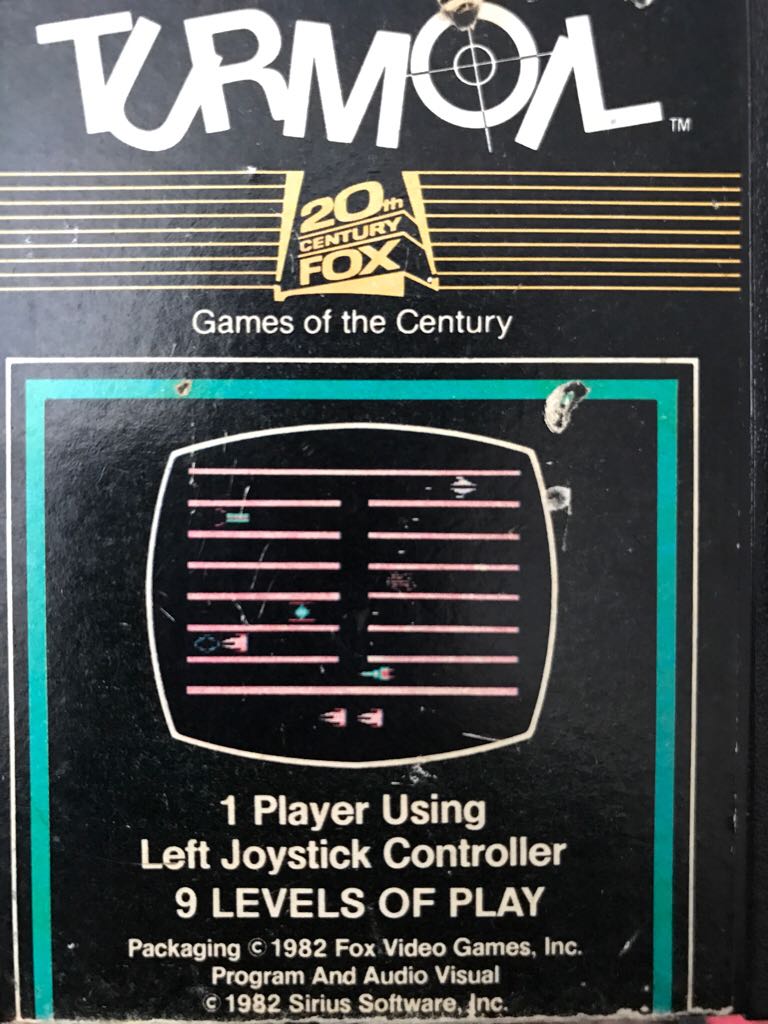 TURMOIL TM
20th
CENTURY
FOX
Games of the Century
1 Player Using
Left Joystick Controller
9 LEVELS OF PLAY
Packaging © 1982 Fox Video Games, Inc.
Program And Audio Visual
© 1982 Sirius Software, Inc.